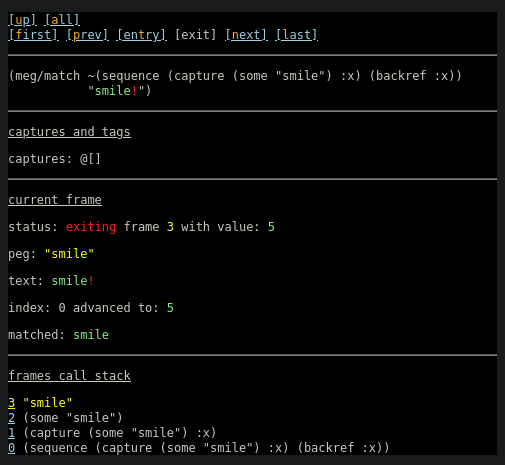 [up] [all]
[first] [prev] [entry] [exit] [next] [last]
(meg/match ~(sequence (capture (some "smile") :x) (backref :x))
"smile!")
captures and tags
captures: @[]
current frame
status: exiting frame 3 with value: 5
peg: "smile"
text: smile!
index: 0 advanced to: 5
matched: smile
frames call stack
3 "smile"
2 (some "smile")
1 (capture (some "smile") :x)
0 (sequence (capture (some "smile") :x) (backref :x))